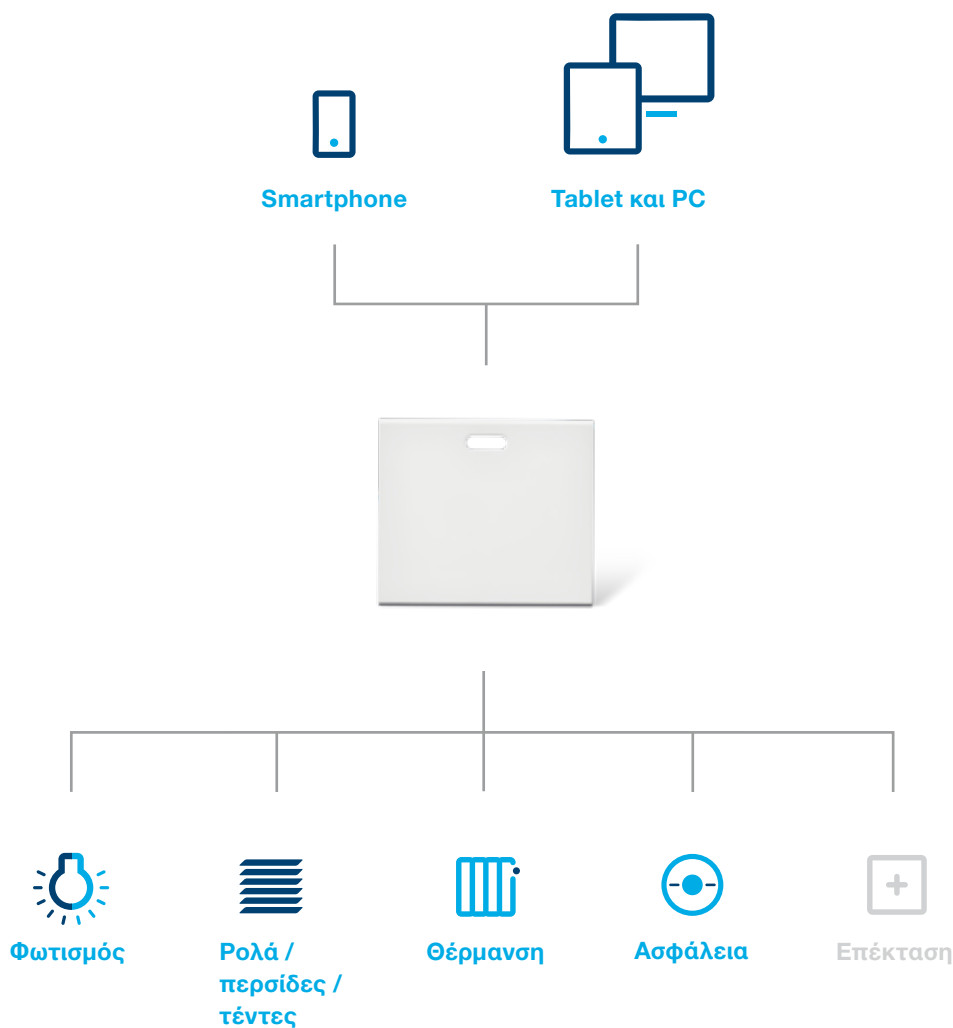 Smartphone
Tablet και PC
Φωτισμός
Ρολά /
περσίδες /
τέντες
Θέρμανση
Ασφάλεια
Επέκταση